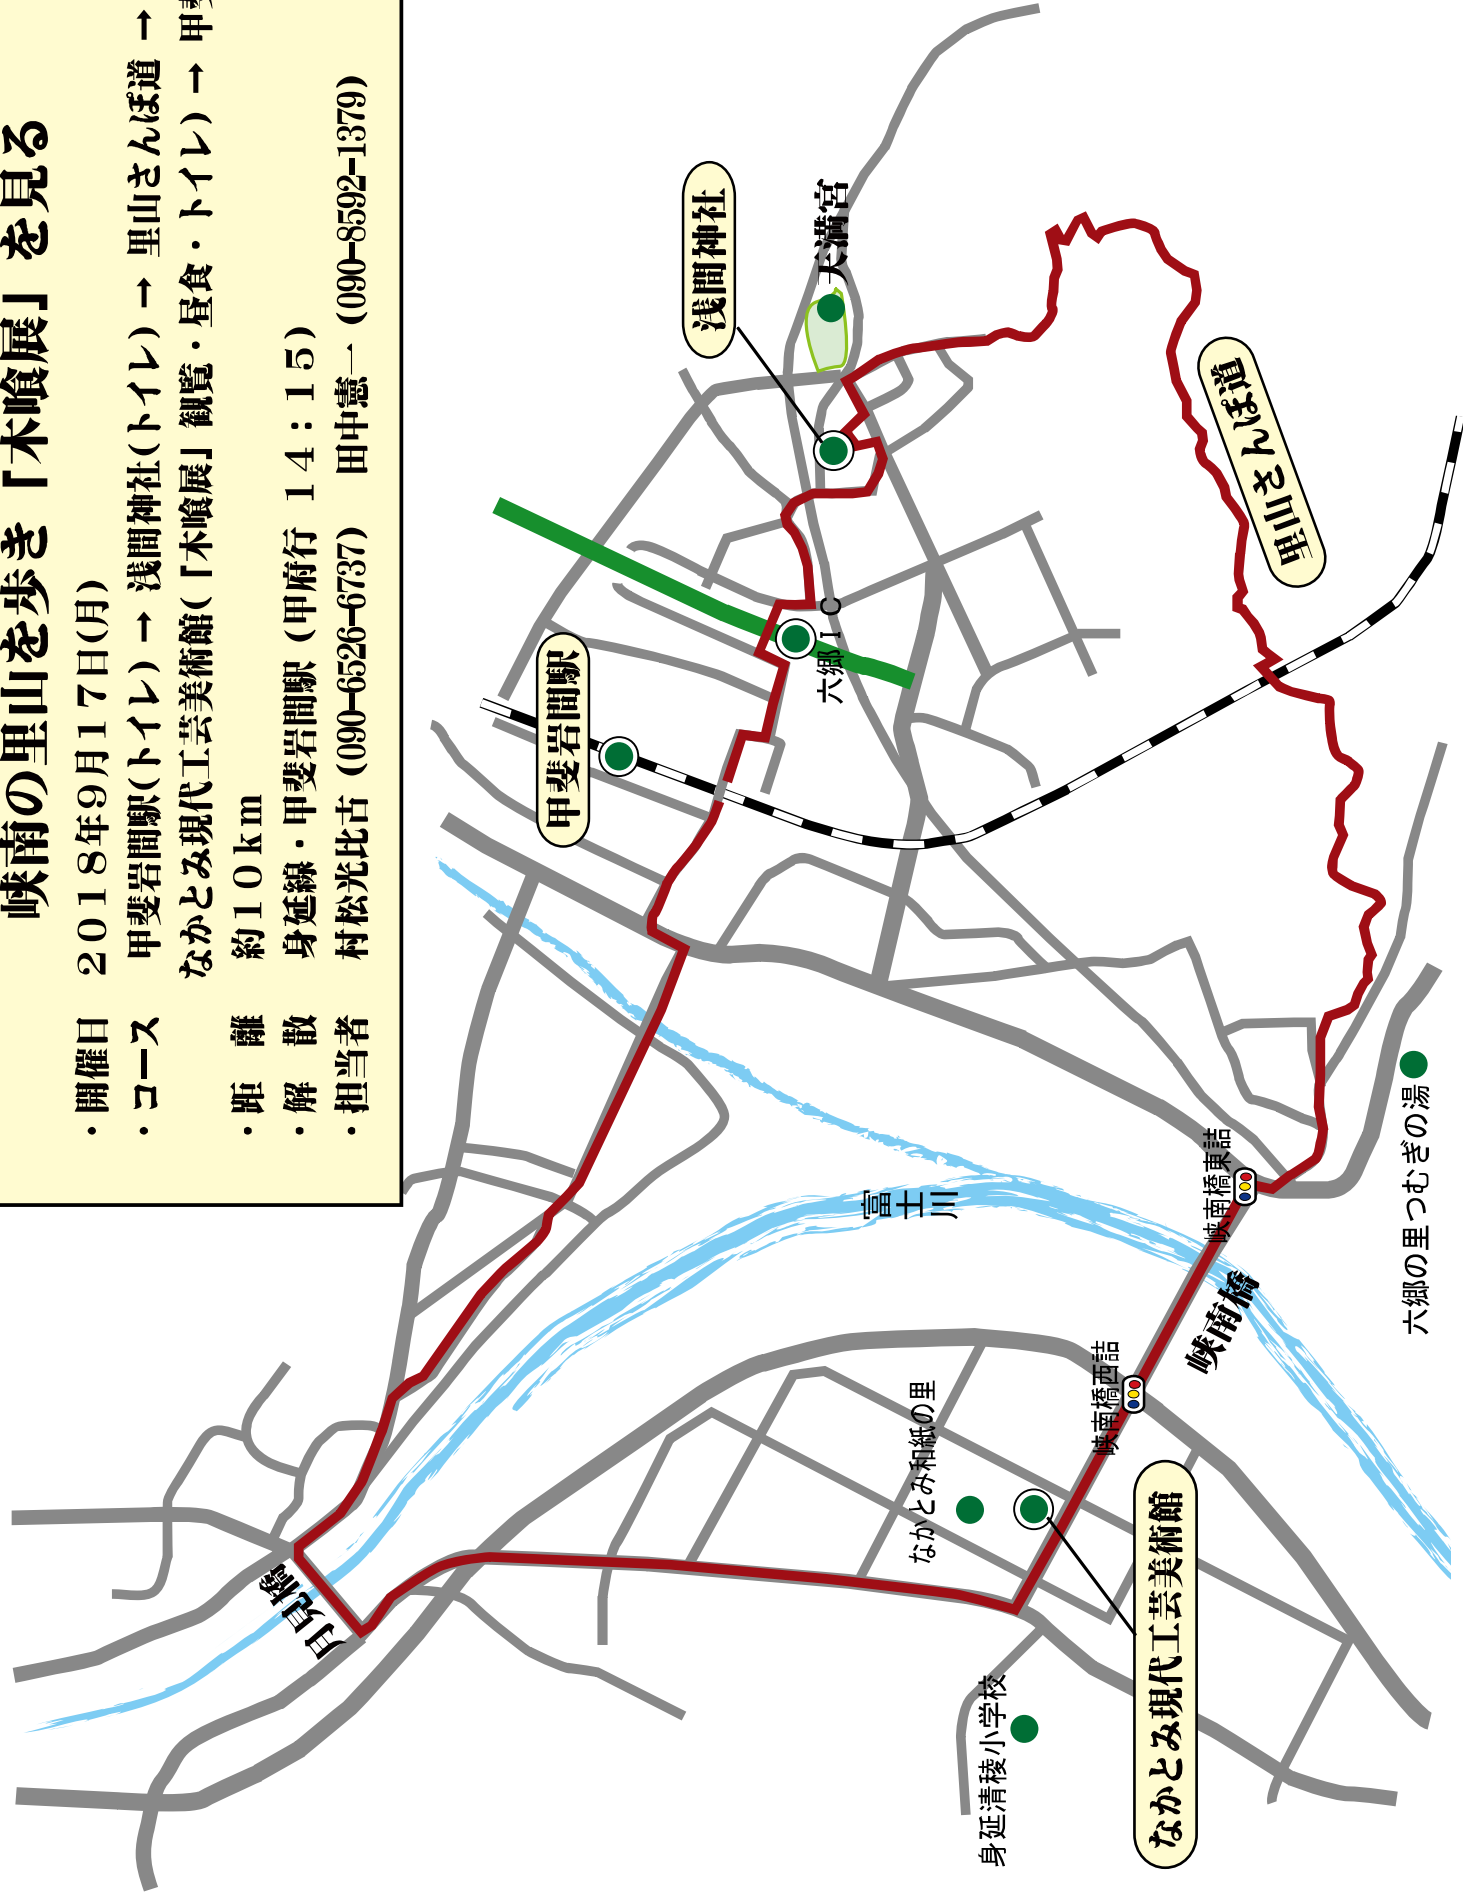 峡南の里山を歩き「木喰展」を見る
・開催日 2018年9月17日(月)
・コース 甲斐岩間駅(トイレ) → 浅間神社(トイレ) → 里山さんぽ道 →
なかとみ現代工芸美術館(「木喰展」観覧・昼食・トイレ) → 甲
・距 離 約10km
・解 散 身延線・甲斐岩間駅 (甲府行 14:15)
・担当者 村松光比古 (090-6526-6737) 田中憲一 (090-8592-1379)
浅間神社
天満宮
甲斐岩間駅
六郷IC
里山さんぽ道
富士川
峡南橋東詰
六郷の里つむぎの湯
峡南橋
峡南橋西詰
なかとみ和紙の里
月見橋
なかとみ現代工芸美術館
身延清稜小学校